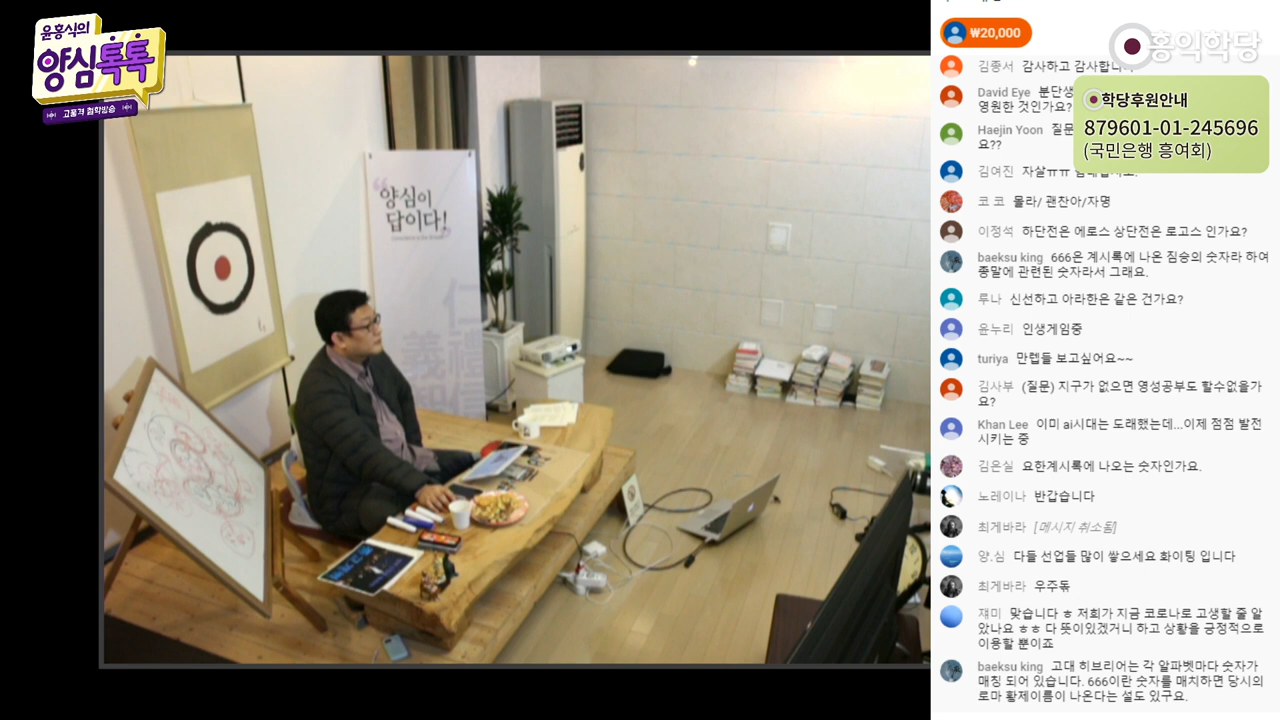 윤홍식의
양심톡톡
고품격 철학방송
양심이
답이다!
仁
義禮
智信
₩20,000
홍익학당
학당후원안내
879601-01-245696
(국민은행 흥여회)
김종서 감사하고 감사합니
David Eye 분단생
영원한 것인가요?
Haejin Yoon 질문
요??
김여진 자살ㅠㅠ
코 코 몰라/ 괜찬아/자명
이정석 하단전은 에로스 상단전은 로고스 인가요?
baeksu king 666은 계시록에 나온 짐승의 숫자라 하여
종말에 관련된 숫자라서 그래요.
루나 신선하고 아라한은 같은 건가요?
윤누리 인생게임중
turiya 만렙들 보고싶어요~~
김사부 (질문) 지구가 없으면 영성공부도 할수없을가
요?
Khan Lee 이미 ai시대는 도래했는데...이제 점점 발전
시키는 중
김은실 요한계시록에 나오는 숫자인가요.
노레이나 반갑습니다
최게바라 [메시지 취소됨]
양.심 다들 선업들 많이 쌓으세요 화이팅 입니다
최게바라 우주돆
쟤미 맞습니다 ㅎ 저희가 지금 코로나로 고생할 줄 알
았나요 ㅎㅎ 다 뜻이있겠거니 하고 상황을 긍정적으로
이용할 뿐이죠
baeksu king 고대 히브리어는 각 알파벳마다 숫자가
매칭 되어 있습니다. 666이란 숫자를 매치하면 당시의
로마 황제이름이 나온다는 설도 있구요.